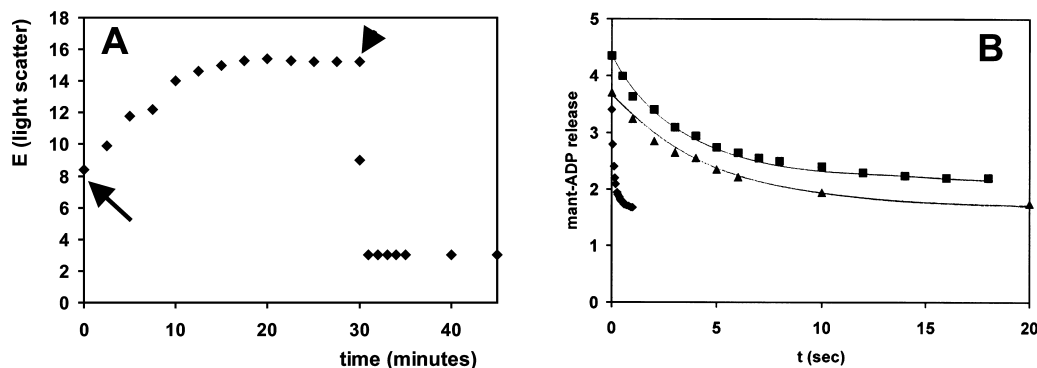 A
E (light scatter)
18
16
14
12
10
8
6
4
2
0
0 10 20 30 40
time (minutes)
B
mant-ADP release
5
4
3
2
1
0
0 5 10 15 20
t (sec)